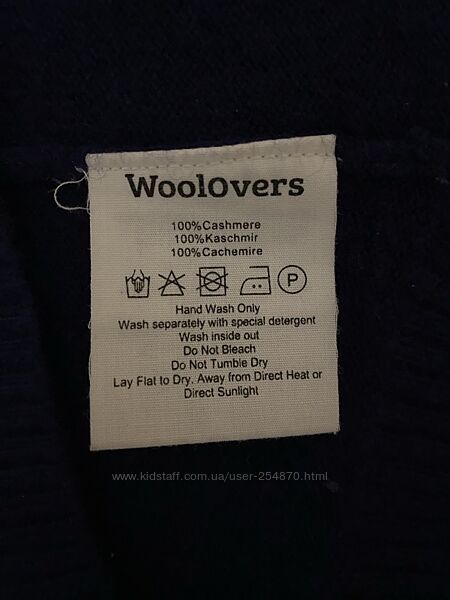 WoolOvers
100%Cashmere
100%Kaschmir
100%Cachemire
P
Hand Wash Only
Wash separately with special detergent
Wash inside out
Do Not Bleach
Do Not Tumble Dry
Lay Flat to Dry. Away from Direct Heat or
Direct Sunlight
www.kidstaff.com.ua/user-254870.html